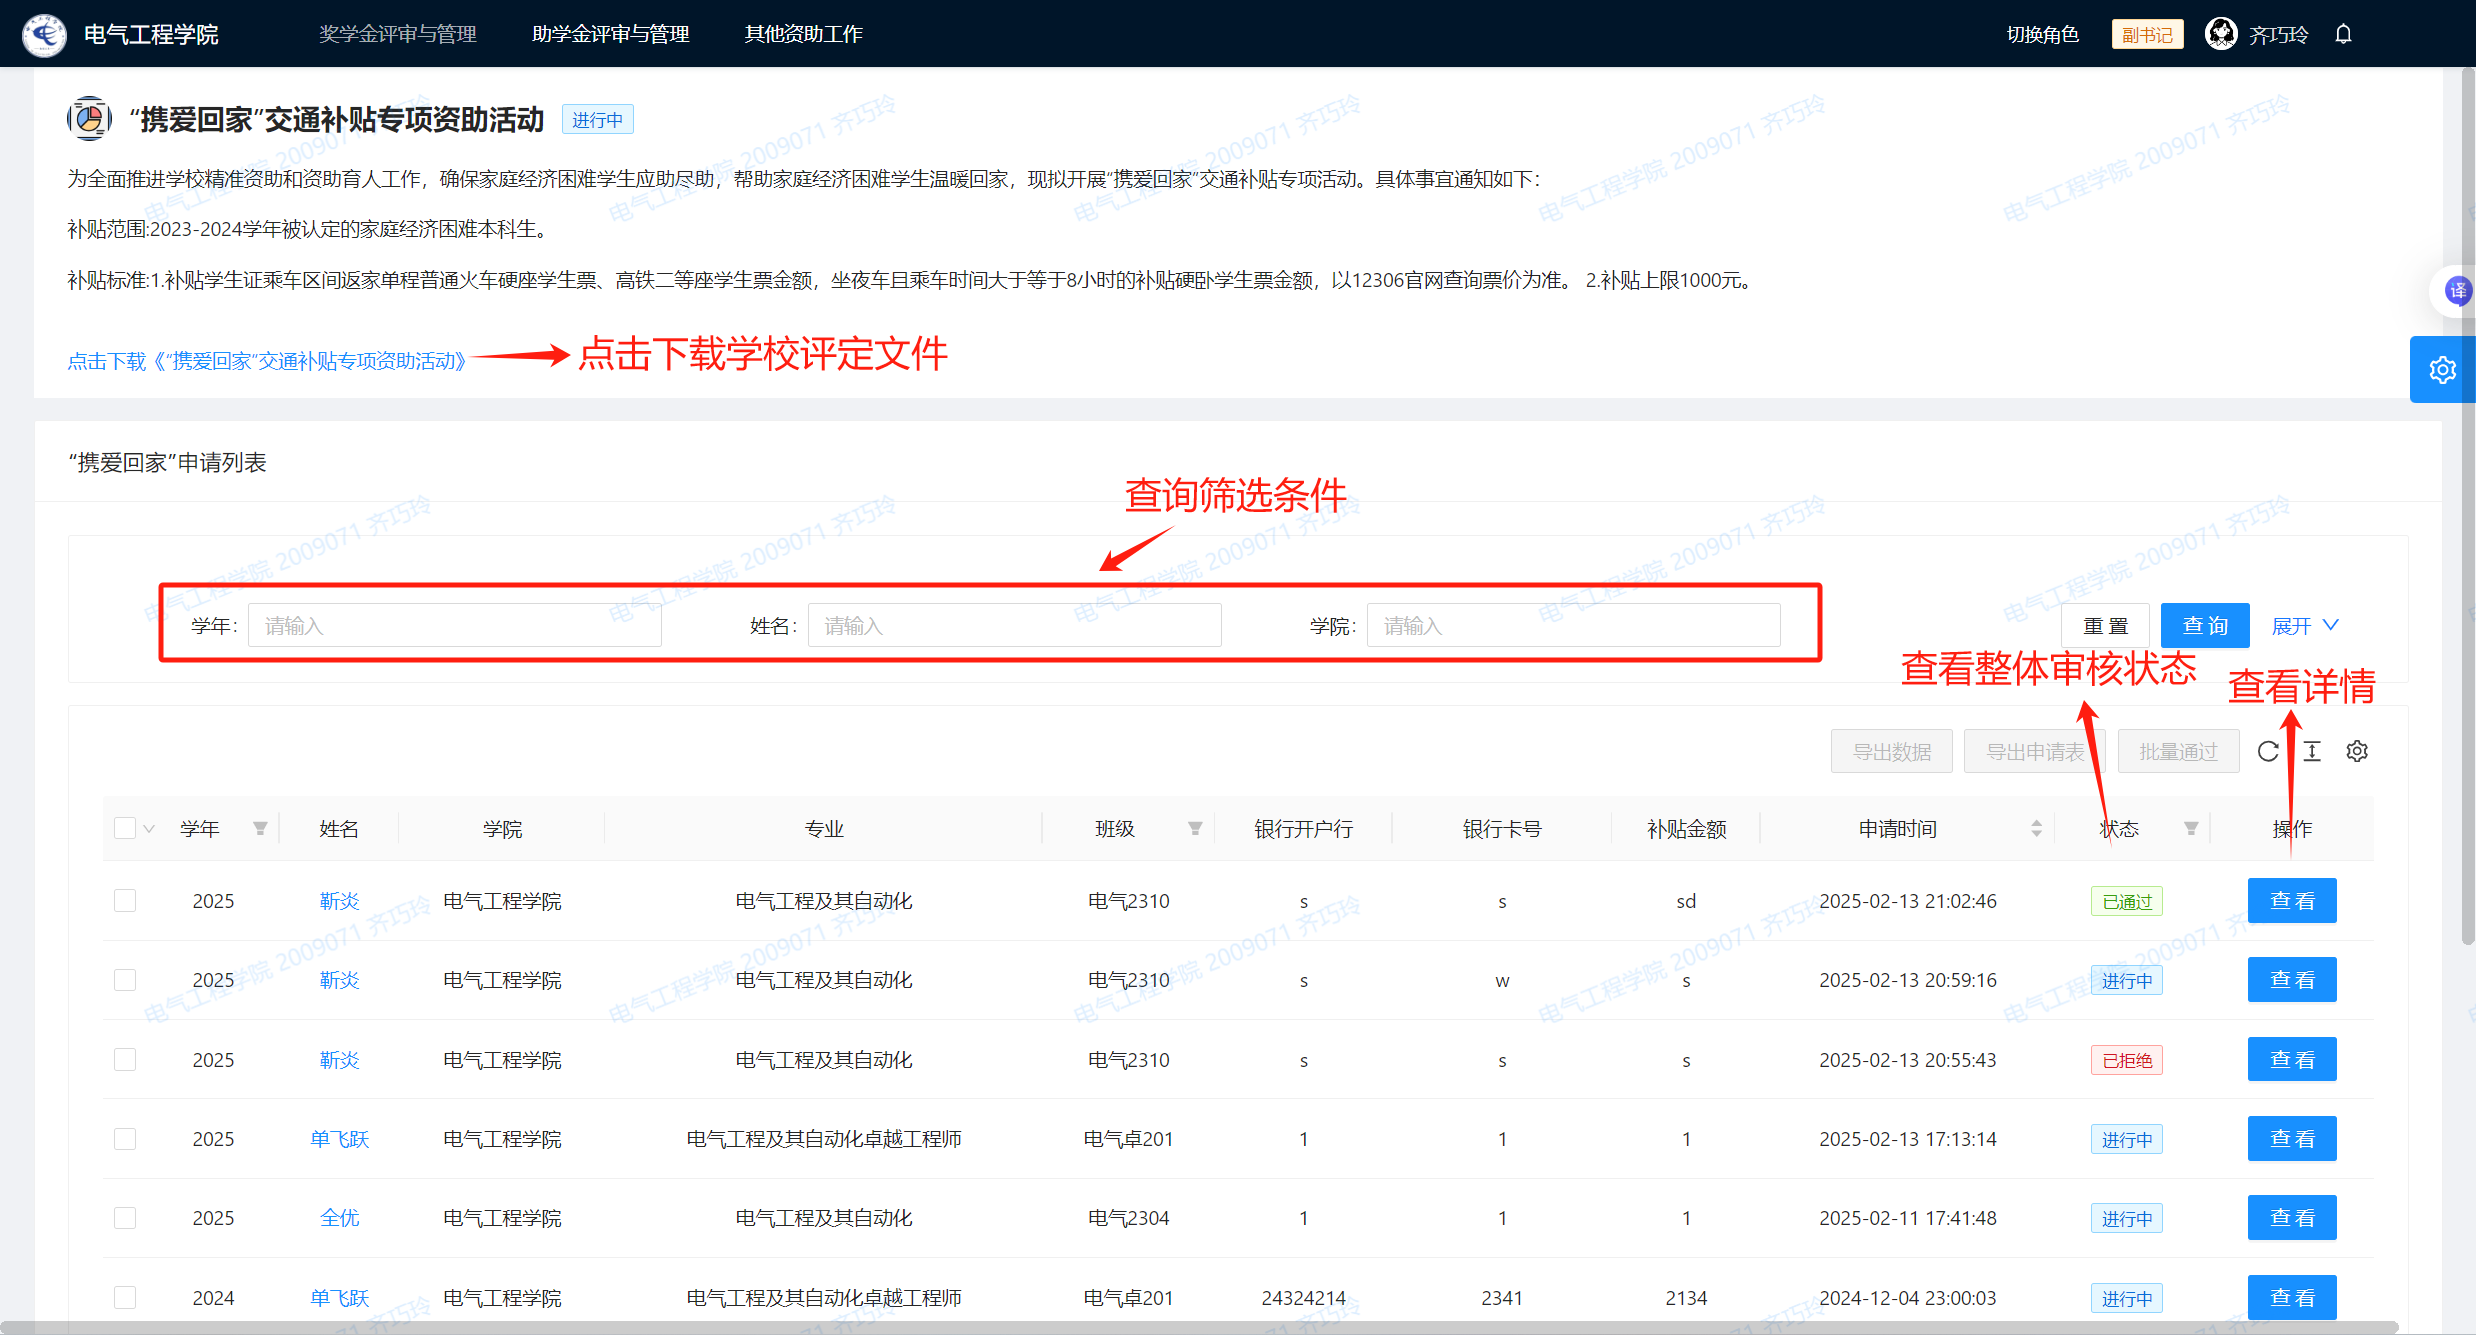 电气工程学院 奖学金评审与管理 助学金评审与管理 其他资助工作 切换角色 副书记 齐巧玲
“携爱回家”交通补贴专项资助活动 进行中
为全面推进学校精准资助和资助育人工作，确保家庭经济困难学生应助尽助，帮助家庭经济困难学生温暖回家，现拟开展“携爱回家”交通补贴专项活动。具体事宜通知如下：
补贴范围:2023-2024学年被认定的家庭经济困难本科生。
补贴标准:1.补贴学生证乘车区间返家单程普通火车硬座学生票、高铁二等座学生票金额，坐夜车且乘车时间大于等于8小时的补贴硬卧学生票金额，以12306官网查询票价为准。 2.补贴上限1000元。
译
点击下载《“携爱回家”交通补贴专项资助活动》 点击下载学校评定文件
“携爱回家”申请列表
查询筛选条件
学年： 请输入 姓名： 请输入 学院： 请输入 重置 查询 展开
查看整体审核状态 查看详情
导出数据 导出申请表 批量通过
学年 姓名 学院 专业 班级 银行开户行 银行卡号 补贴金额 申请时间 状态 操作
2025 靳炎 电气工程学院 电气工程及其自动化 电气2310 s s sd 2025-02-13 21:02:46 已通过 查看
2025 靳炎 电气工程学院 电气工程及其自动化 电气2310 s w s 2025-02-13 20:59:16 进行中 查看
2025 靳炎 电气工程学院 电气工程及其自动化 电气2310 s s s 2025-02-13 20:55:43 已拒绝 查看
2025 单飞跃 电气工程学院 电气工程及其自动化卓越工程师 电气卓201 1 1 1 2025-02-13 17:13:14 进行中 查看
2025 全优 电气工程学院 电气工程及其自动化 电气2304 1 1 1 2025-02-11 17:41:48 进行中 查看
2024 单飞跃 电气工程学院 电气工程及其自动化卓越工程师 电气卓201 24324214 2341 2134 2024-12-04 23:00:03 进行中 查看
电气工程学院 2009071 齐巧玲